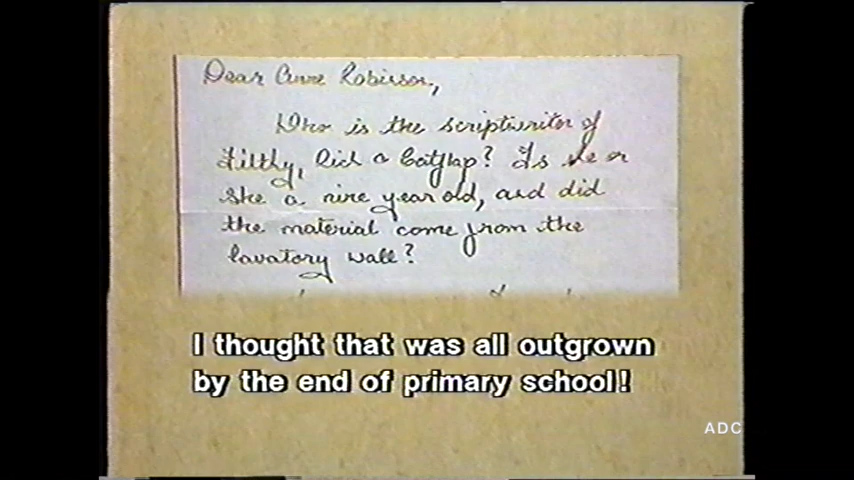 Dear Anne Robinson,
Who is the scriptwriter of
Filthy, Rich & Catflap? Is he or
she a nine year old, and did
the material come from the
lavatory wall?
I thought that was all outgrown
by the end of primary school!
ADC